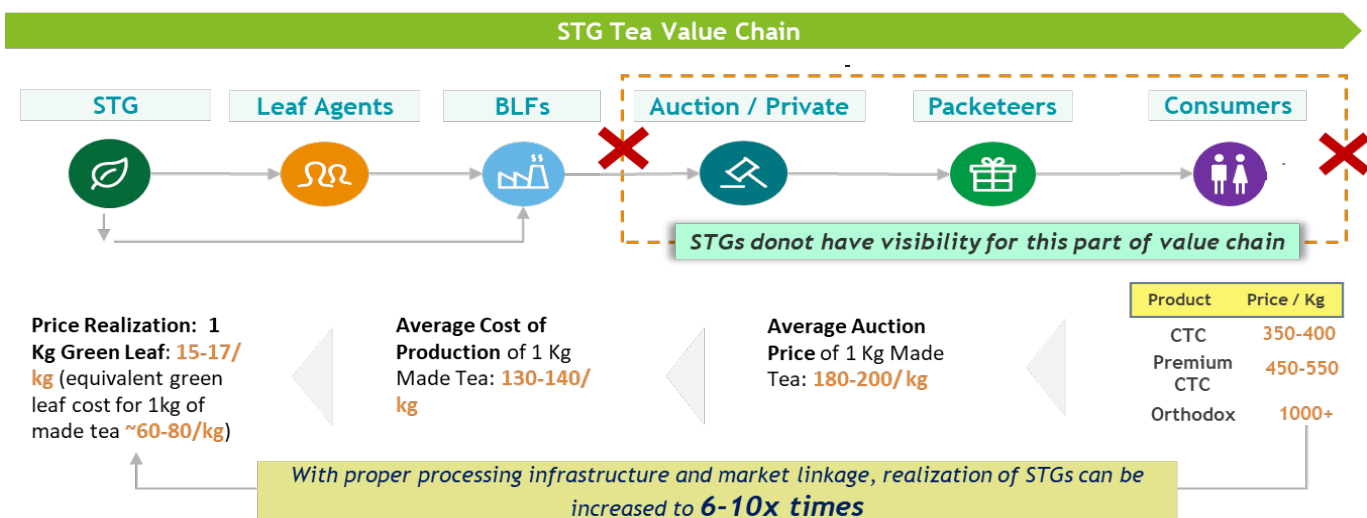 STG Tea Value Chain
-
STG
Leaf Agents
BLFs
Auction / Private
Packeteers
Consumers
STGs donot have visibility for this part of value chain
Price Realization: 1
Kg Green Leaf: 15-17/
kg (equivalent green
leaf cost for 1kg of
made tea ~60-80/kg)
Average Cost of
Production of 1 Kg
Made Tea: 130-140/
kg
Average Auction
Price of 1 Kg Made
Tea: 180-200/kg
Product Price / Kg
CTC 350-400
Premium
CTC 450-550
Orthodox 1000+
With proper processing infrastructure and market linkage, realization of STGs can be
increased to 6-10x times